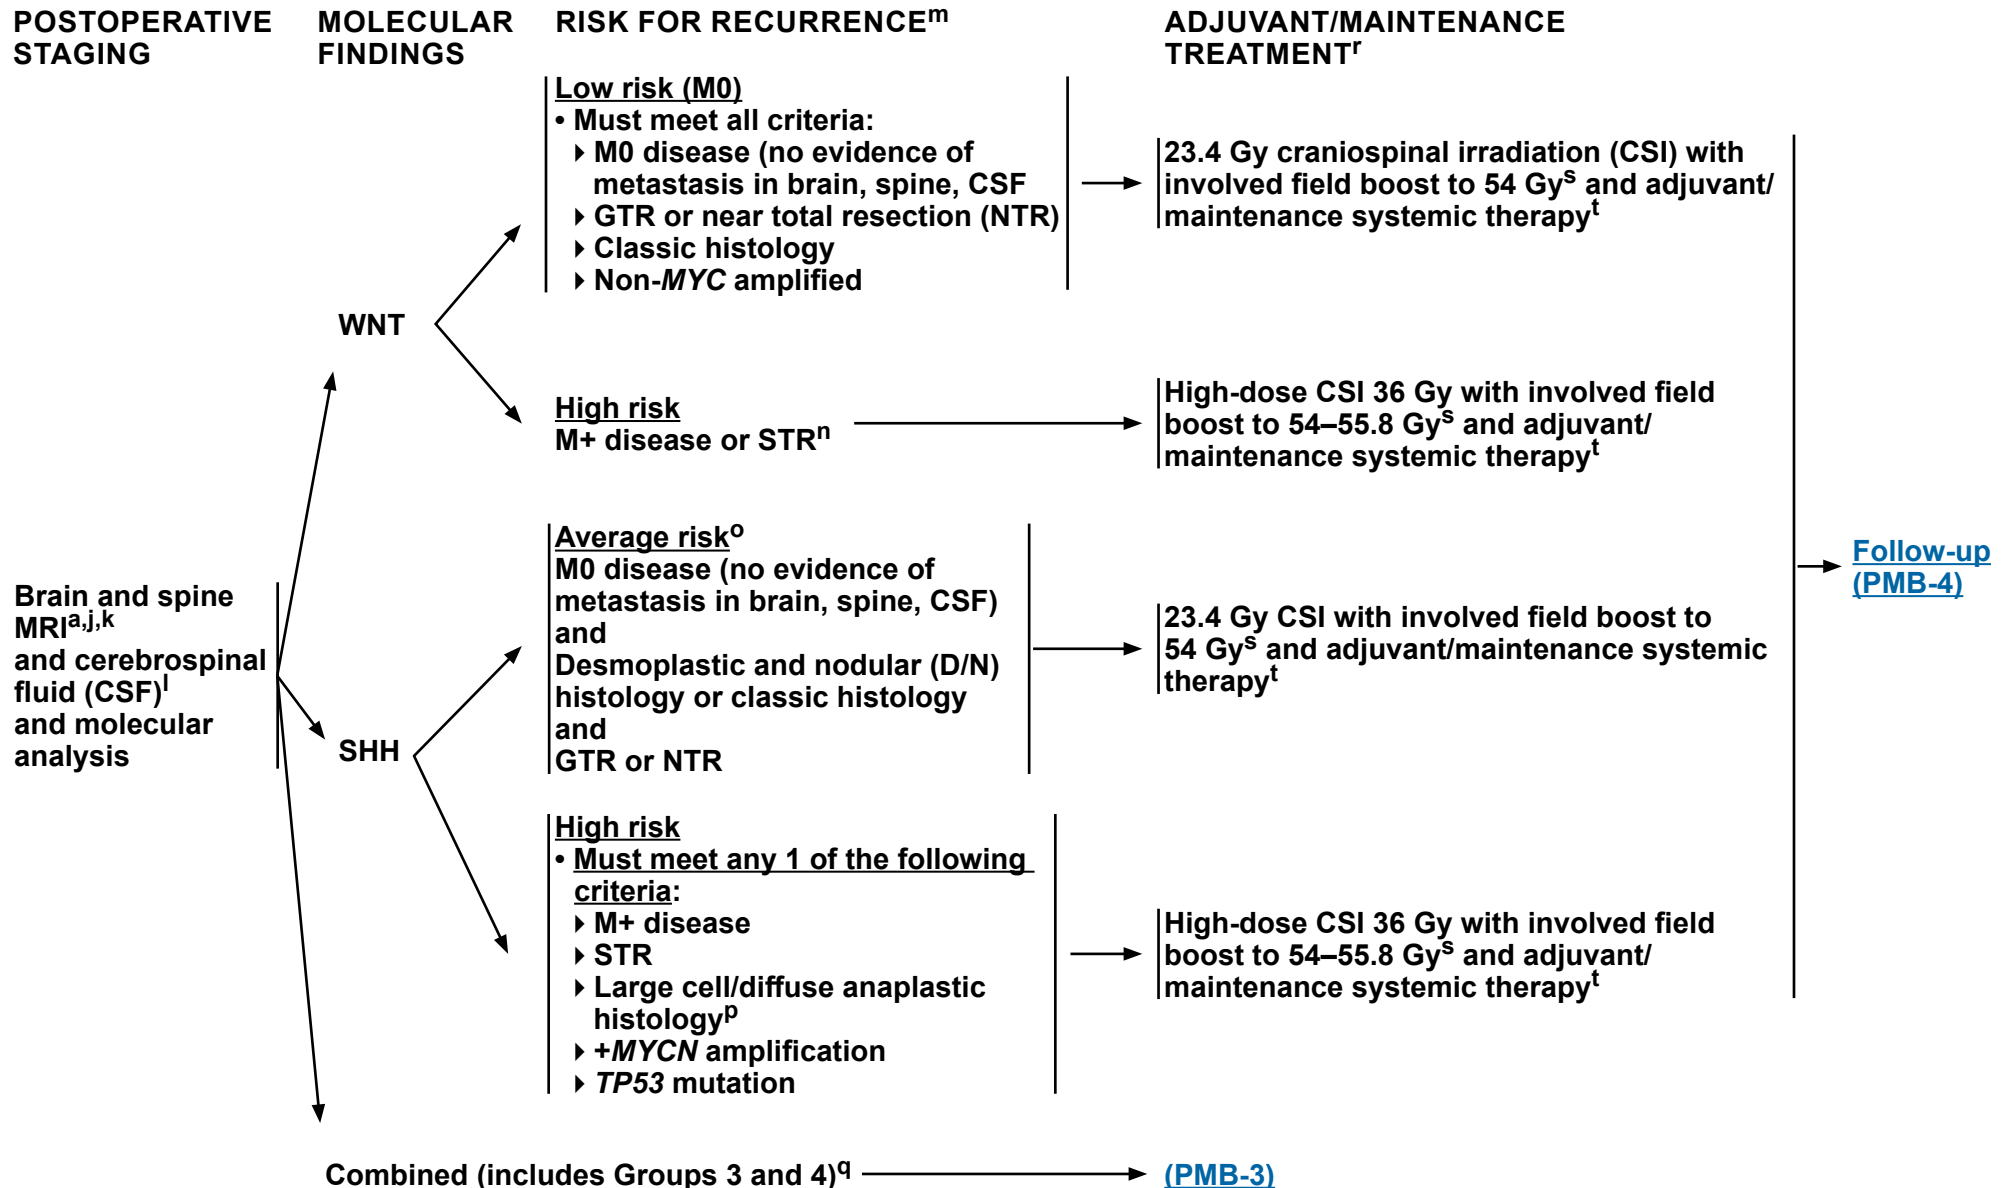 POSTOPERATIVE
STAGING
MOLECULAR
FINDINGS
RISK FOR RECURRENCEᵐ
ADJUVANT/MAINTENANCE
TREATMENTʳ
Low risk (M0)
• Must meet all criteria:
▸ M0 disease (no evidence of
metastasis in brain, spine, CSF
▸ GTR or near total resection (NTR)
▸ Classic histology
▸ Non-MYC amplified
23.4 Gy craniospinal irradiation (CSI) with
involved field boost to 54 Gyˢ and adjuvant/
maintenance systemic therapyᵗ
WNT
High risk
M+ disease or STRⁿ
High-dose CSI 36 Gy with involved field
boost to 54–55.8 Gyˢ and adjuvant/
maintenance systemic therapyᵗ
Brain and spine
MRIᵃ,ʲ,ᵏ
and cerebrospinal
fluid (CSF)ˡ
and molecular
analysis
SHH
Average riskᵒ
M0 disease (no evidence of
metastasis in brain, spine, CSF)
and
Desmoplastic and nodular (D/N)
histology or classic histology
and
GTR or NTR
23.4 Gy CSI with involved field boost to
54 Gyˢ and adjuvant/maintenance systemic
therapyᵗ
Follow-up
(PMB-4)
High risk
• Must meet any 1 of the following
criteria:
▸ M+ disease
▸ STR
▸ Large cell/diffuse anaplastic
histologyᵖ
▸ +MYCN amplification
▸ TP53 mutation
High-dose CSI 36 Gy with involved field
boost to 54–55.8 Gyˢ and adjuvant/
maintenance systemic therapyᵗ
Combined (includes Groups 3 and 4)q
(PMB-3)